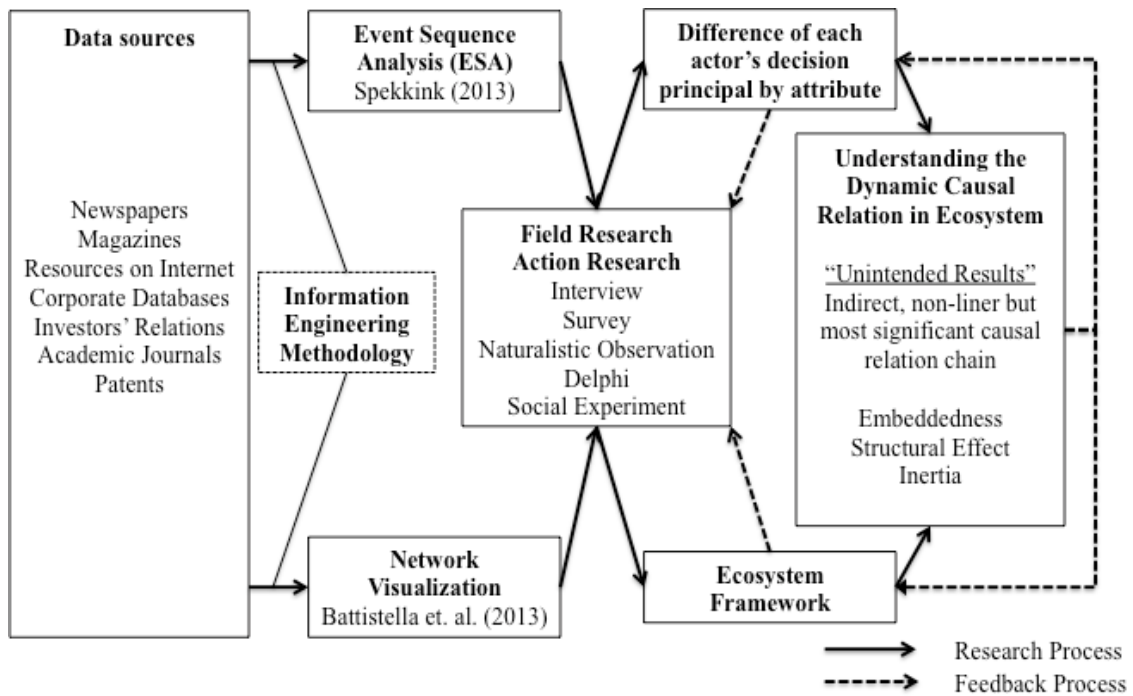 Data sources
Newspapers
Magazines
Resources on Internet
Corporate Databases
Investors’ Relations
Academic Journals
Patents
Event Sequence
Analysis (ESA)
Spekkink (2013)
Information
Engineering
Methodology
Network
Visualization
Battistella et. al. (2013)
Field Research
Action Research
Interview
Survey
Naturalistic Observation
Delphi
Social Experiment
Difference of each
actor’s decision
principal by attribute
Ecosystem
Framework
Understanding the
Dynamic Causal
Relation in Ecosystem
“Unintended Results”
Indirect, non-liner but
most significant causal
relation chain
Embeddedness
Structural Effect
Inertia
Research Process
Feedback Process